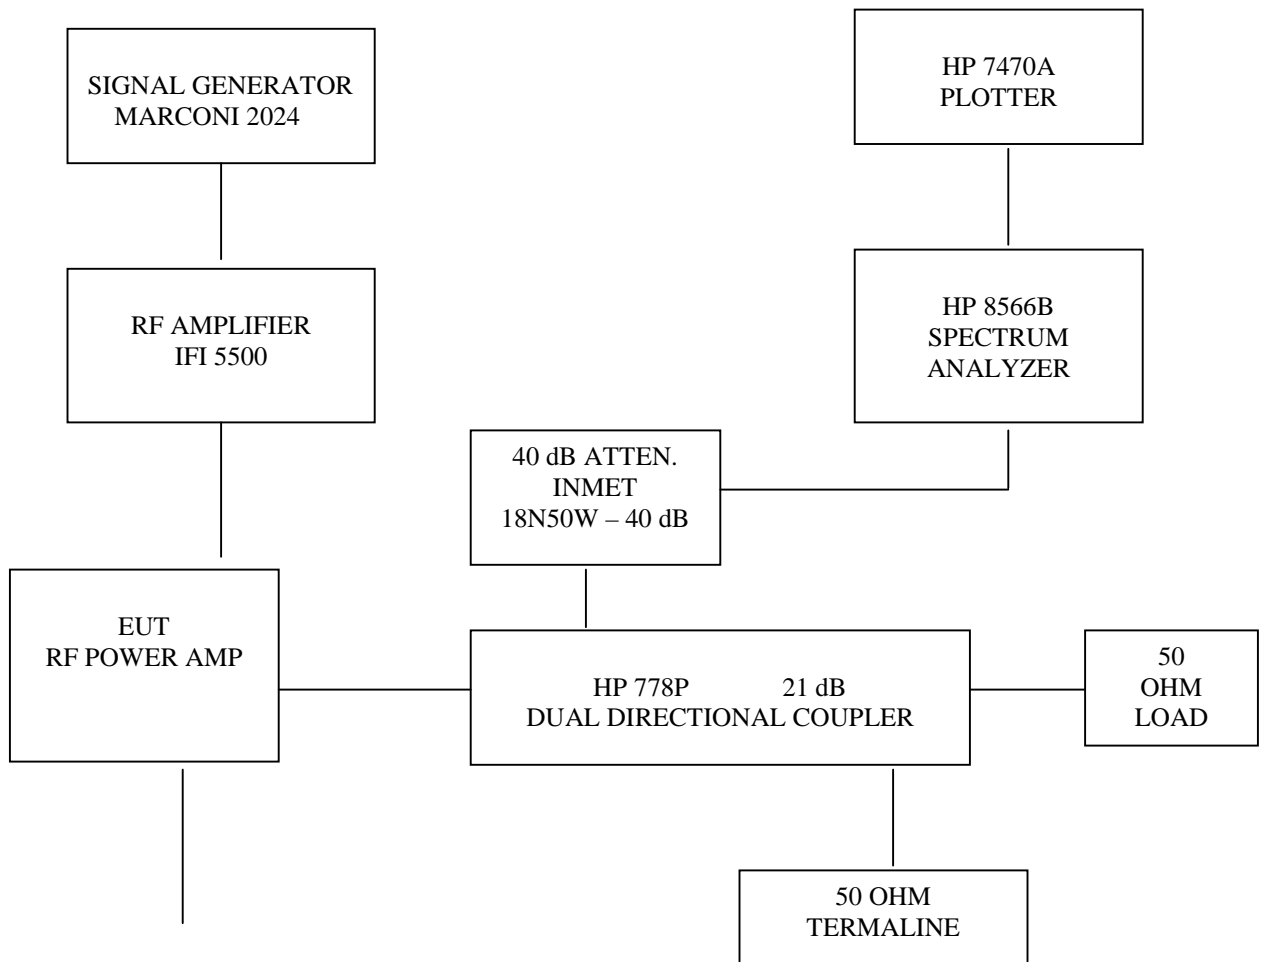 SIGNAL GENERATOR
MARCONI 2024
HP 7470A
PLOTTER
RF AMPLIFIER
IFI 5500
HP 8566B
SPECTRUM
ANALYZER
40 dB ATTEN.
INMET
18N50W – 40 dB
EUT
RF POWER AMP
HP 778P 21 dB
DUAL DIRECTIONAL COUPLER
50
OHM
LOAD
50 OHM
TERMALINE